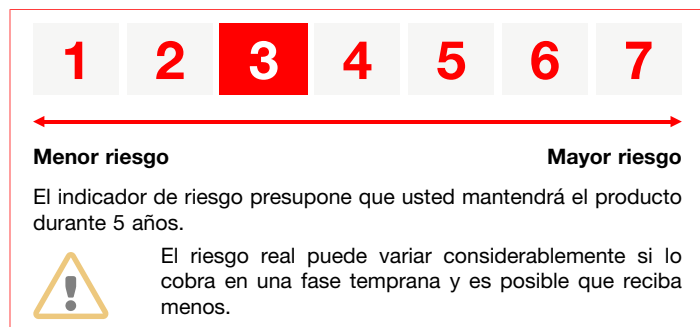 1 2 3 4 5 6 7
Menor riesgo Mayor riesgo
El indicador de riesgo presupone que usted mantendrá el producto
durante 5 años.
El riesgo real puede variar considerablemente si lo
cobra en una fase temprana y es posible que reciba
menos.